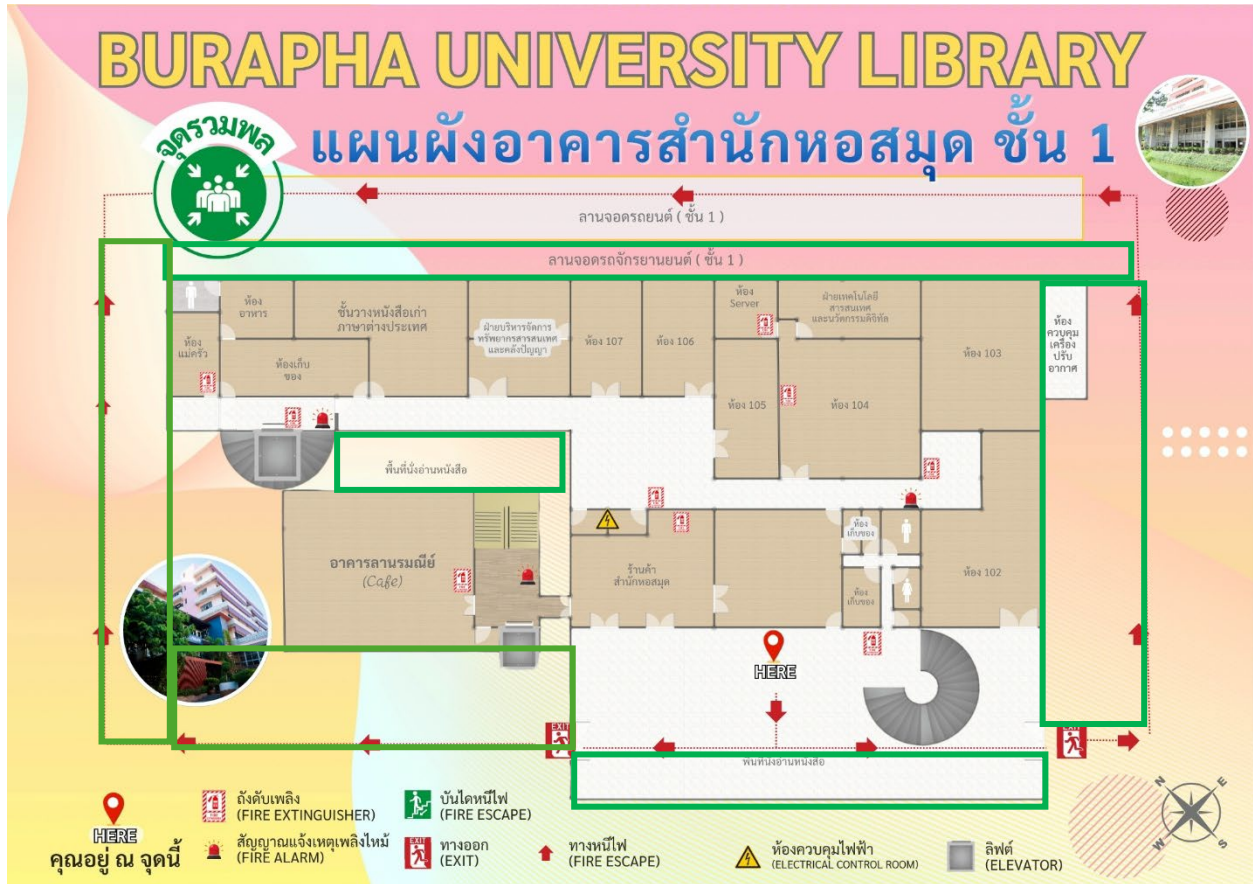 BURAPHA UNIVERSITY LIBRARY
จุดรวมพล
แผนผังอาคารสำนักหอสมุด ชั้น 1
ลานจอดรถยนต์ ( ชั้น 1 )
ลานจอดรถจักรยานยนต์ ( ชั้น 1 )
ห้อง
อาหาร
ชั้นวางหนังสือเก่า
ภาษาต่างประเทศ
ฝ่ายบริหารจัดการ
ทรัพยากรสารสนเทศ
และคลังปัญญา
ห้อง 107
ห้อง 106
ห้อง
Server
ฝ่ายเทคโนโลยี
สารสนเทศ
และนวัตกรรมดิจิทัล
ห้อง 103
ห้อง
ควบคุม
เครื่อง
ปรับ
อากาศ
ห้อง
แม่ครัว
ห้องเก็บ
ของ
ห้อง 105
ห้อง 104
พื้นที่นั่งอ่านหนังสือ
อาคารลานรมณีย์
(Cafe)
ร้านค้า
สำนักหอสมุด
ห้อง
เก็บของ
ห้อง
เก็บของ
ห้อง 102
HERE
EXIT
EXIT
พื้นที่นั่งอ่านหนังสือ
HERE
คุณอยู่ ณ จุดนี้
ถังดับเพลิง
(FIRE EXTINGUISHER)
สัญญาณแจ้งเหตุเพลิงไหม้
(FIRE ALARM)
บันไดหนีไฟ
(FIRE ESCAPE)
EXIT
ทางออก
(EXIT)
ทางหนีไฟ
(FIRE ESCAPE)
ห้องควบคุมไฟฟ้า
(ELECTRICAL CONTROL ROOM)
ลิฟต์
(ELEVATOR)
N
E
W
S